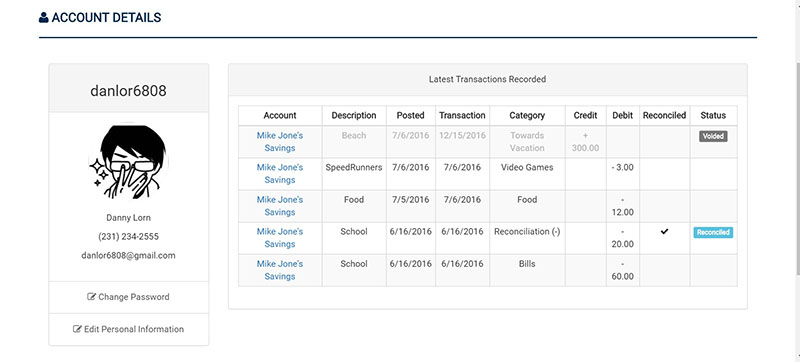 ACCOUNT DETAILS
danlor6808
Danny Lorn
(231) 234-2555
danlor6808@gmail.com
Change Password
Edit Personal Information
Latest Transactions Recorded
Account Description Posted Transaction Category Credit Debit Reconciled Status
Mike Jone's Beach 7/6/2016 12/15/2016 Towards + Voided
Savings Vacation 300.00
Mike Jone's SpeedRunners 7/6/2016 7/6/2016 Video Games - 3.00
Savings
Mike Jone's Food 7/5/2016 7/6/2016 Food -
Savings 12.00
Mike Jone's School 6/16/2016 6/16/2016 Reconciliation (-) - Reconciled
Savings 20.00
Mike Jone's School 6/16/2016 6/16/2016 Bills -
Savings 60.00